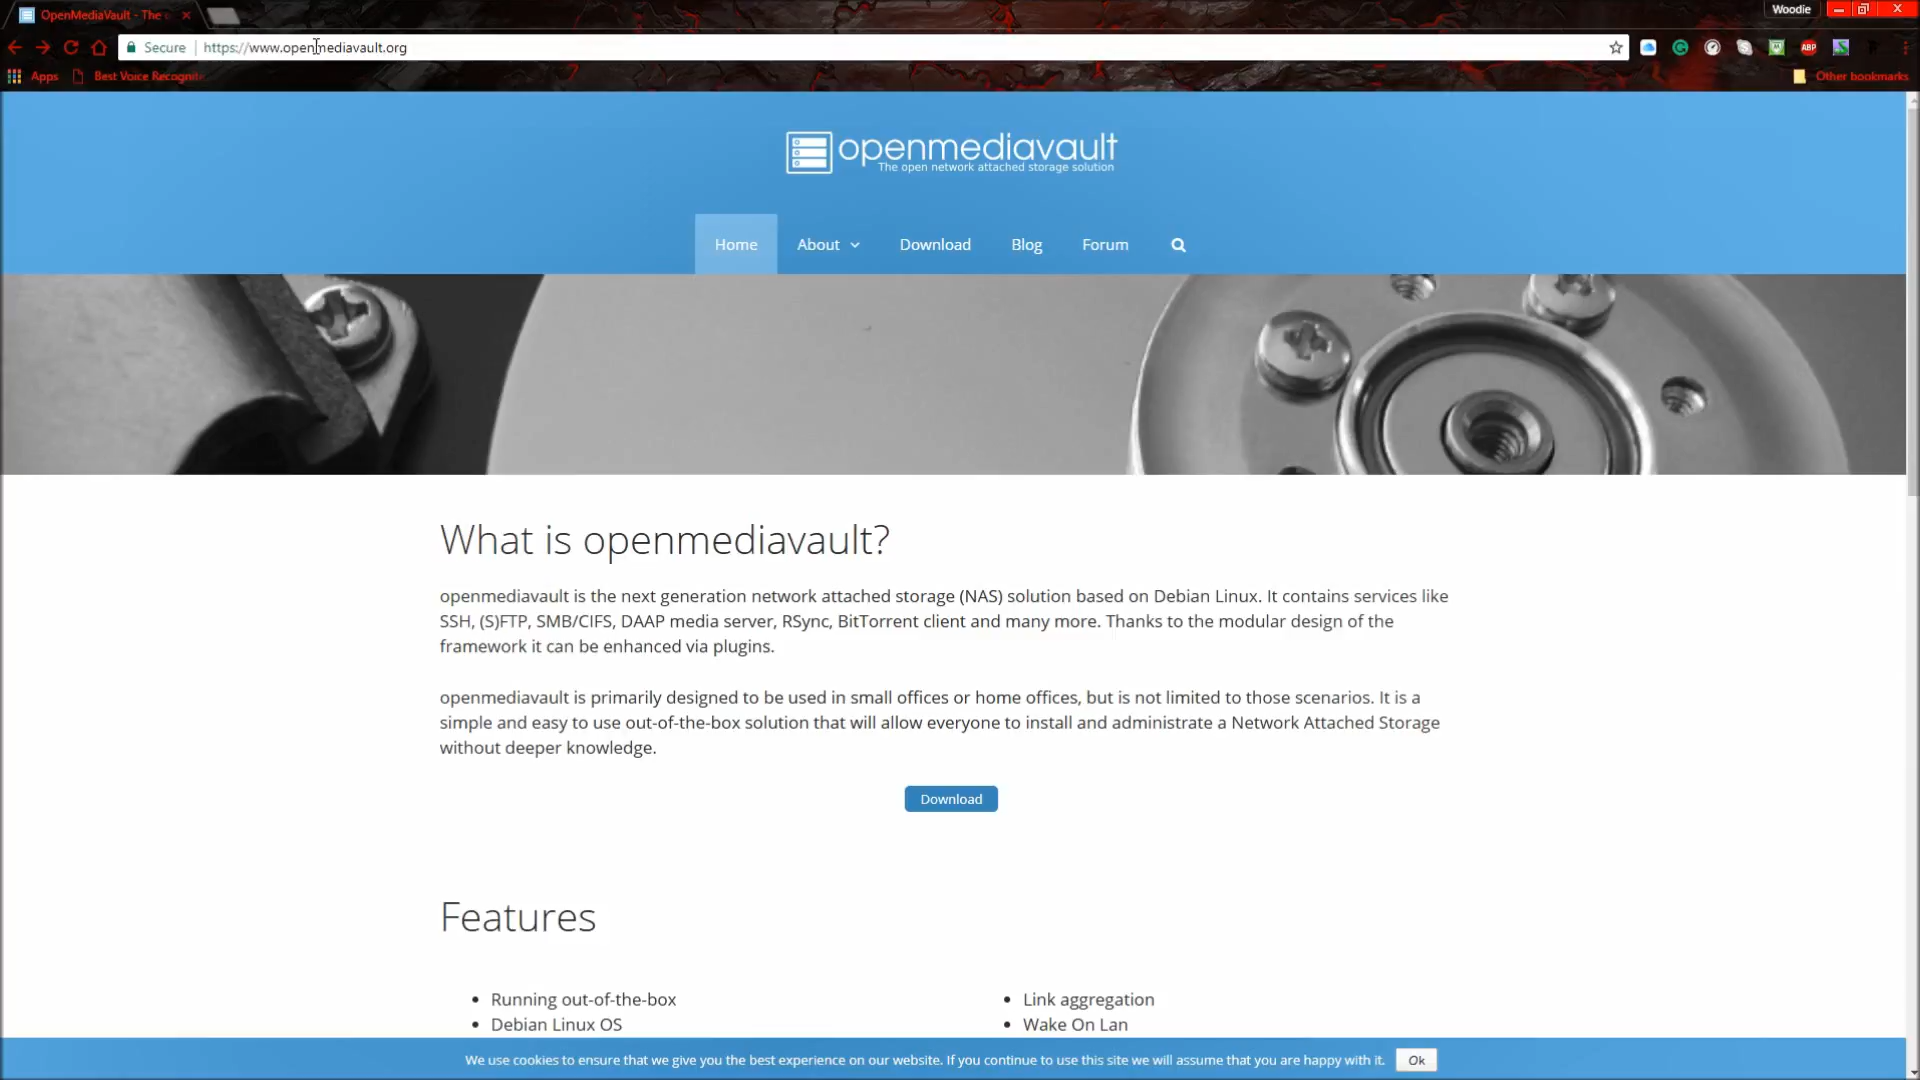 OpenMediaVault - The
Woodie
Secure
https://www.openmediavault.org
ABP
Apps
Best Voice Recogniti
Other bookmarks
openmediavault
The open network attached storage solution
Home
About
Download
Blog
Forum
What is openmediavault?
openmediavault is the next generation network attached storage (NAS) solution based on Debian Linux. It contains services like
SSH, (S)FTP, SMB/CIFS, DAAP media server, RSync, BitTorrent client and many more. Thanks to the modular design of the
framework it can be enhanced via plugins.
openmediavault is primarily designed to be used in small offices or home offices, but is not limited to those scenarios. It is a
simple and easy to use out-of-the-box solution that will allow everyone to install and administrate a Network Attached Storage
without deeper knowledge.
Download
Features
• Running out-of-the-box
• Debian Linux OS
• Link aggregation
• Wake On Lan
We use cookies to ensure that we give you the best experience on our website. If you continue to use this site we will assume that you are happy with it.
Ok